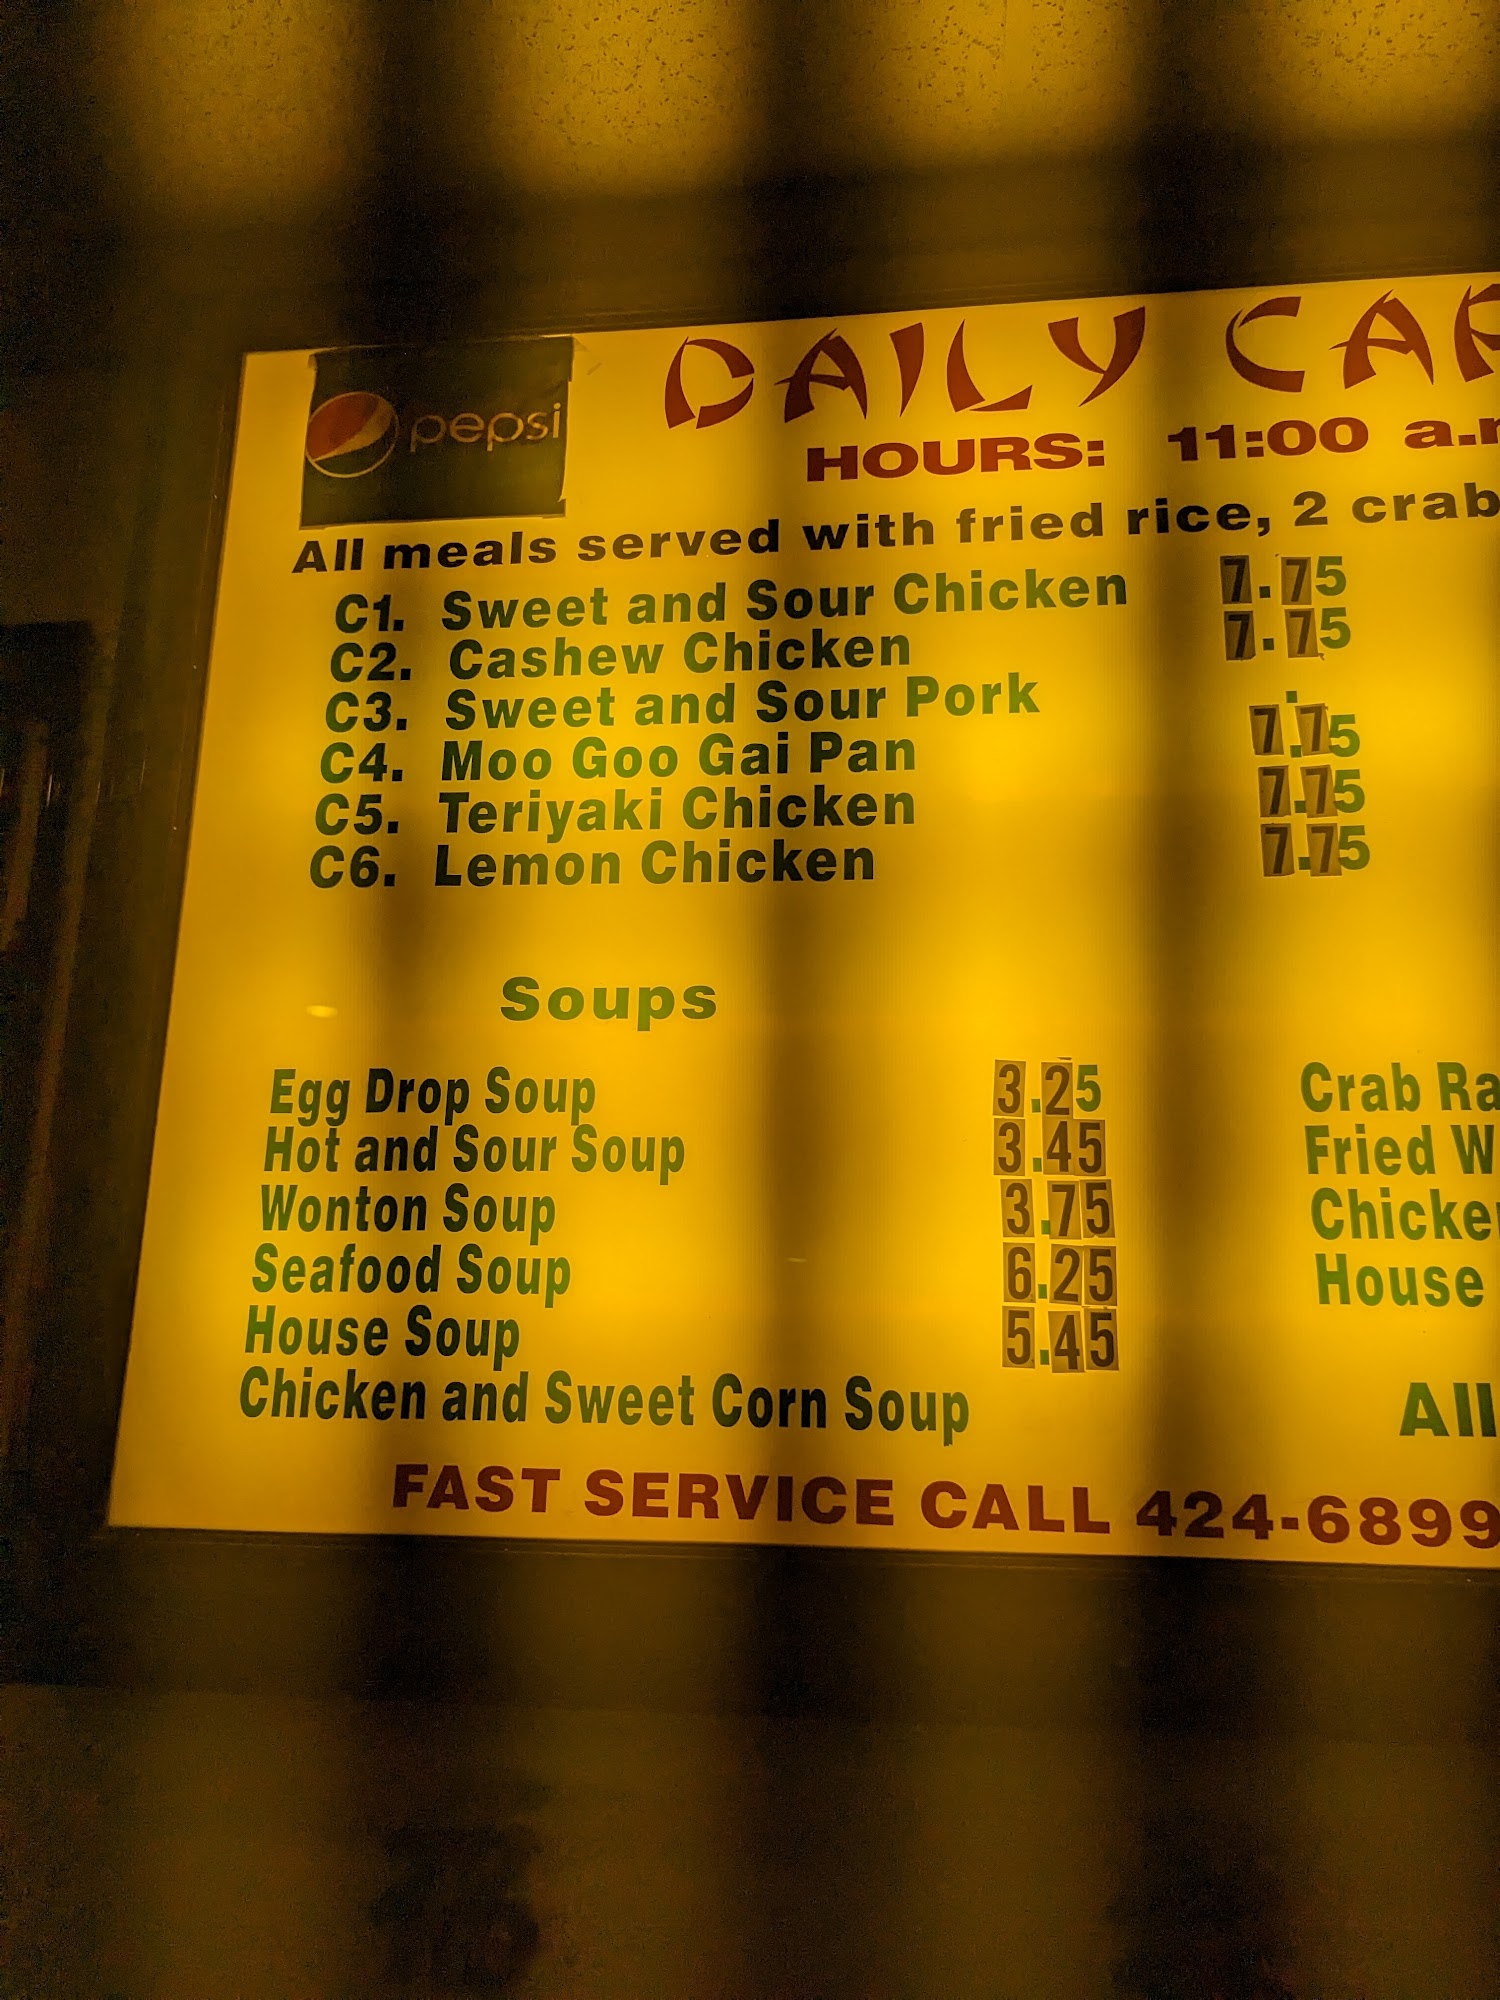 pepsi
DAILY CAR
HOURS: 11:00 a.m
All meals served with fried rice, 2 crab
C1. Sweet and Sour Chicken 7.75
C2. Cashew Chicken 7.75
C3. Sweet and Sour Pork .
C4. Moo Goo Gai Pan 7.75
C5. Teriyaki Chicken 7.75
C6. Lemon Chicken 7.75
Soups
Egg Drop Soup 3.25
Hot and Sour Soup 3.45
Wonton Soup 3.75
Seafood Soup 6.25
House Soup 5.45
Chicken and Sweet Corn Soup
Crab Ra
Fried W
Chicke
House
All
FAST SERVICE CALL 424-6899